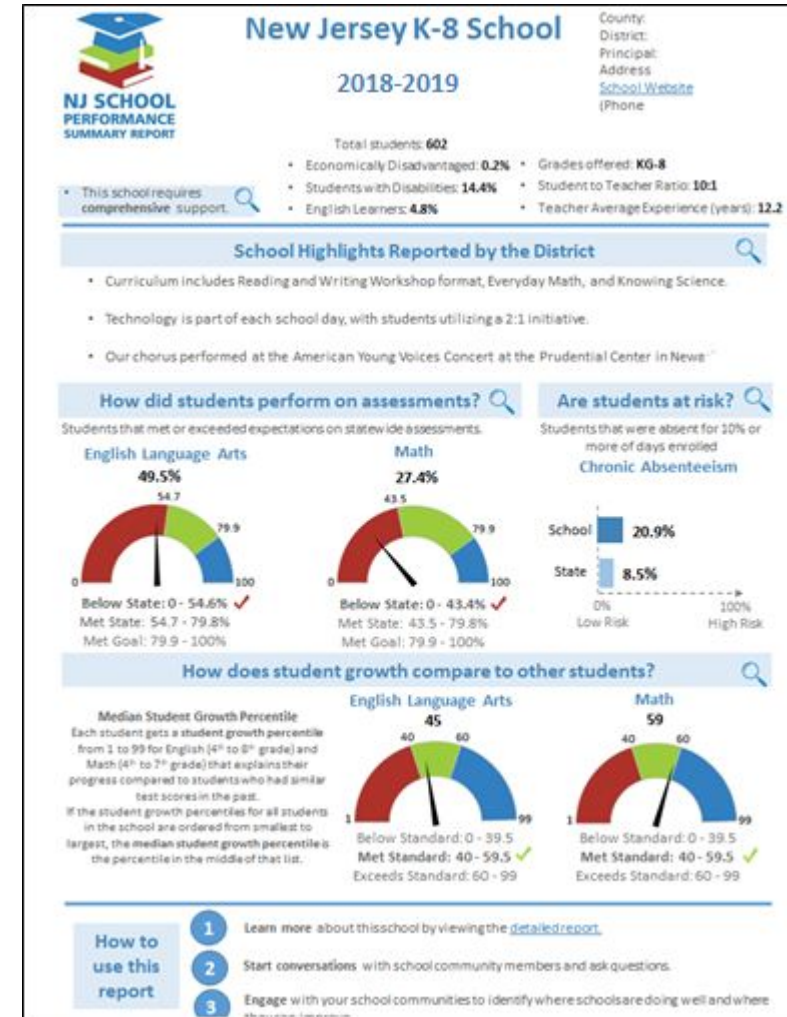 New Jersey K-8 School
2018-2019
NJ SCHOOL
PERFORMANCE
SUMMARY REPORT
County:
District:
Principal:
Address
School Website
(Phone
• This school requires
comprehensive support.
Total students: 602
• Economically Disadvantaged: 0.2%
• Students with Disabilities: 14.4%
• English Learners: 4.8%
• Grades offered: KG-8
• Student to Teacher Ratio: 10:1
• Teacher Average Experience (years): 12.2
School Highlights Reported by the District
• Curriculum includes Reading and Writing Workshop format, Everyday Math, and Knowing Science.
• Technology is part of each school day, with students utilizing a 2:1 initiative.
• Our chorus performed at the American Young Voices Concert at the Prudential Center in Newa
How did students perform on assessments?
Students that met or exceeded expectations on statewide assessments.
English Language Arts
49.5%
54.7
79.9
0
100
Below State: 0 - 54.6%
Met State: 54.7 - 79.8%
Met Goal: 79.9 - 100%
Math
27.4%
43.5
79.9
0
100
Below State: 0 - 43.4%
Met State: 43.5 - 79.8%
Met Goal: 79.9 - 100%
Are students at risk?
Students that were absent for 10% or
more of days enrolled
Chronic Absenteeism
School 20.9%
State 8.5%
0% 100%
Low Risk High Risk
How does student growth compare to other students?
Median Student Growth Percentile
Each student gets a student growth percentile
from 1 to 99 for English (4th to 8th grade) and
Math (4th to 7th grade) that explains their
progress compared to students who had similar
test scores in the past.
If the student growth percentiles for all students
in the school are ordered from smallest to
largest, the median student growth percentile is
the percentile in the middle of that list.
English Language Arts
45
40 60
1 99
Below Standard: 0 - 39.5
Met Standard: 40 - 59.5
Exceeds Standard: 60 - 99
Math
59
40 60
1 99
Below Standard: 0 - 39.5
Met Standard: 40 - 59.5
Exceeds Standard: 60 - 99
How to
use this
report
1 Learn more about this school by viewing the detailed report.
2 Start conversations with school community members and ask questions.
3 Engage with your school communities to identify where schools are doing well and where